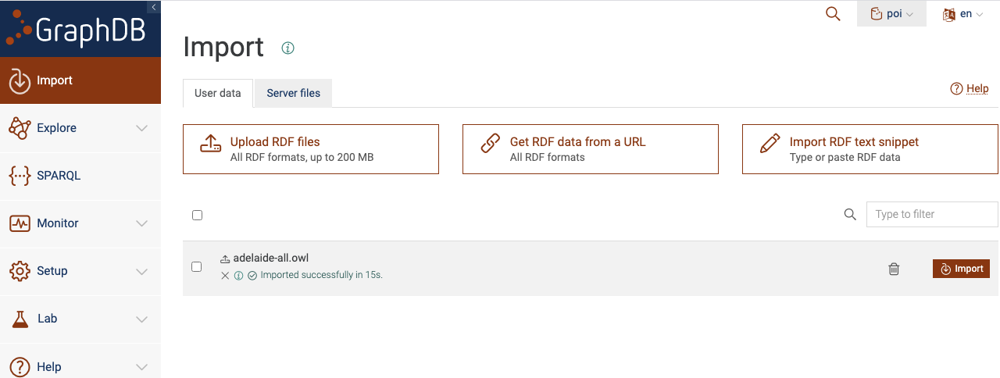 GraphDB
poi
en
Import
Import
User data
Server files
Help
Explore
Upload RDF files
All RDF formats, up to 200 MB
Get RDF data from a URL
All RDF formats
Import RDF text snippet
Type or paste RDF data
SPARQL
Monitor
Type to filter
Setup
adelaide-all.owl
Imported successfully in 15s.
Import
Lab
Help